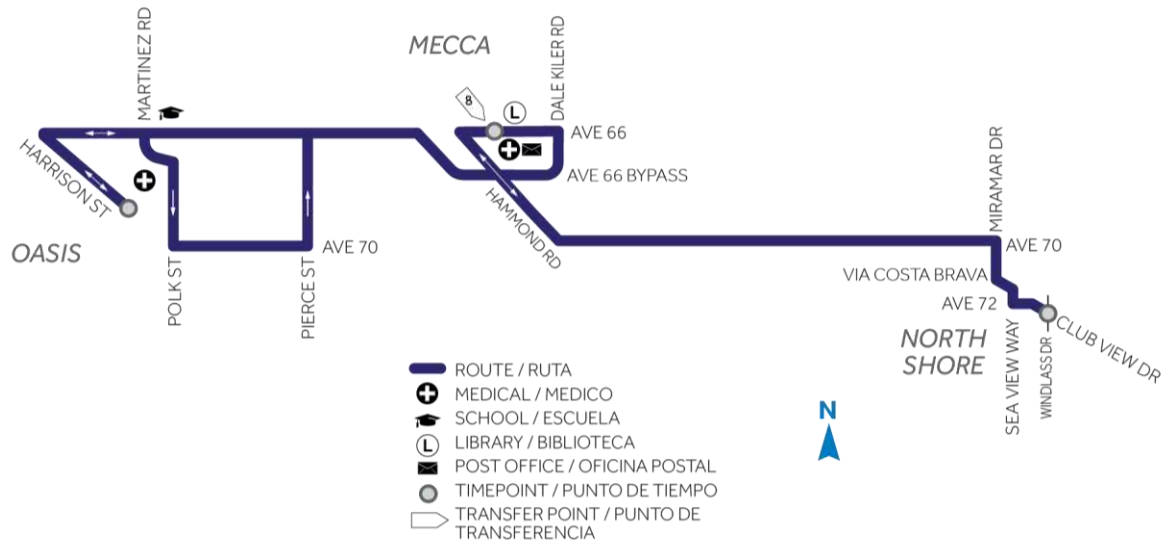 MECCA
MARTINEZ RD
DALE KILER RD
8
L
AVE 66
HARRISON ST
AVE 66 BYPASS
HAMMOND RD
MIRAMAR DR
OASIS
AVE 70
AVE 70
POLK ST
PIERCE ST
VIA COSTA BRAVA
AVE 72
NORTH
SHORE
SEA VIEW WAY
WINDLASS DR
CLUB VIEW DR
ROUTE / RUTA
MEDICAL / MEDICO
SCHOOL / ESCUELA
L LIBRARY / BIBLIOTECA
POST OFFICE / OFICINA POSTAL
TIMEPOINT / PUNTO DE TIEMPO
TRANSFER POINT / PUNTO DE
TRANSFERENCIA
N